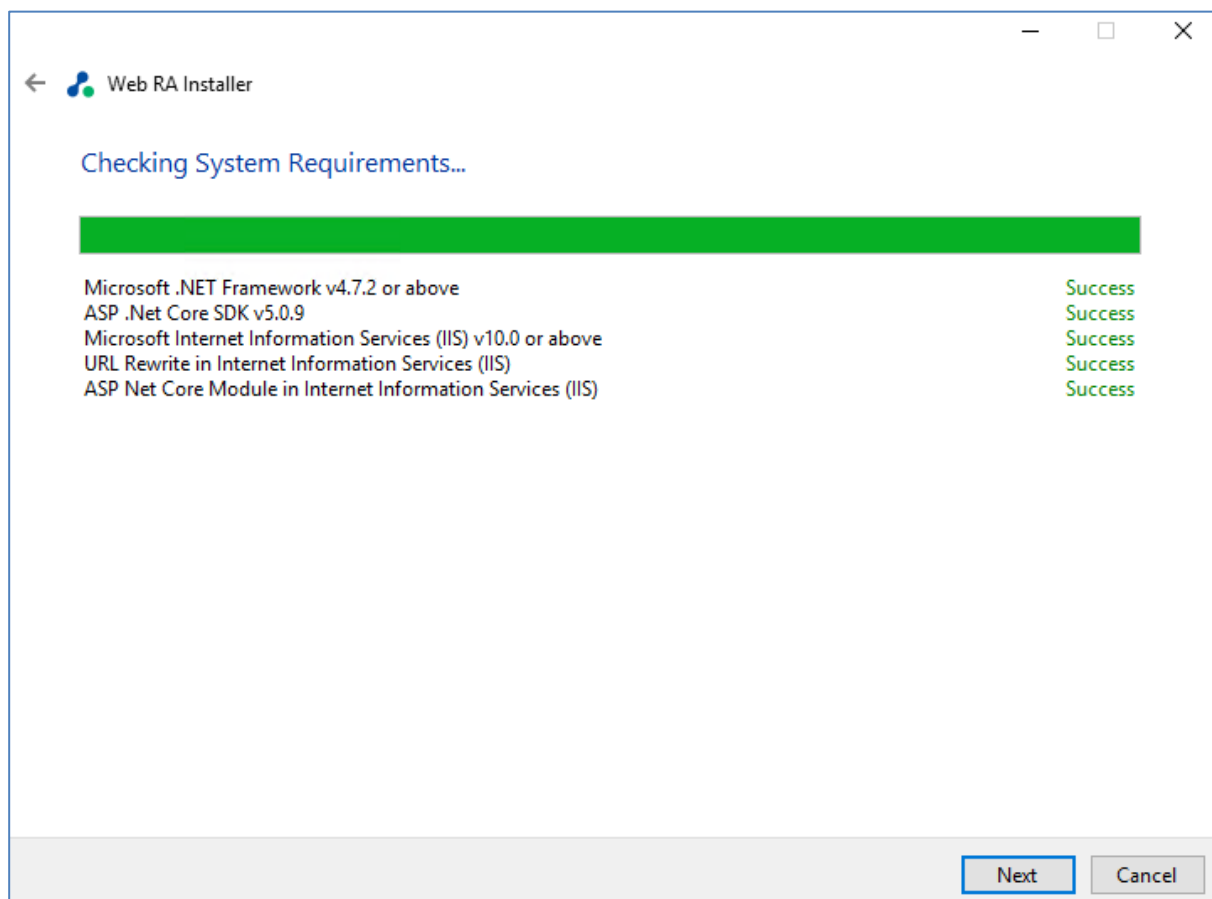 Web RA Installer
Checking System Requirements...
Microsoft .NET Framework v4.7.2 or above Success
ASP .Net Core SDK v5.0.9 Success
Microsoft Internet Information Services (IIS) v10.0 or above Success
URL Rewrite in Internet Information Services (IIS) Success
ASP Net Core Module in Internet Information Services (IIS) Success
Next Cancel